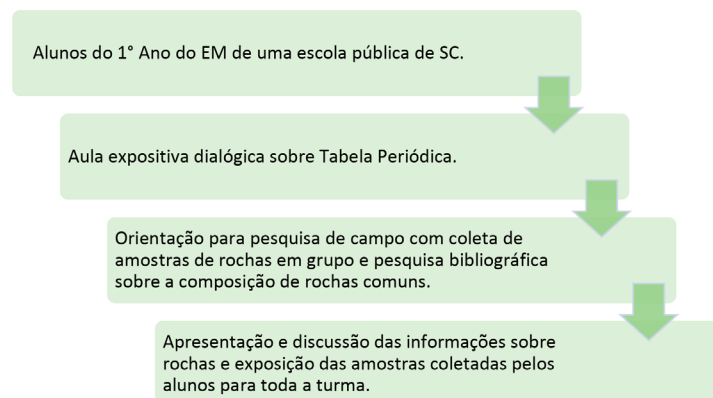 Alunos do 1° Ano do EM de uma escola pública de SC.
Aula expositiva dialógica sobre Tabela Periódica.
Orientação para pesquisa de campo com coleta de
amostras de rochas em grupo e pesquisa bibliográfica
sobre a composição de rochas comuns.
Apresentação e discussão das informações sobre
rochas e exposição das amostras coletadas pelos
alunos para toda a turma.